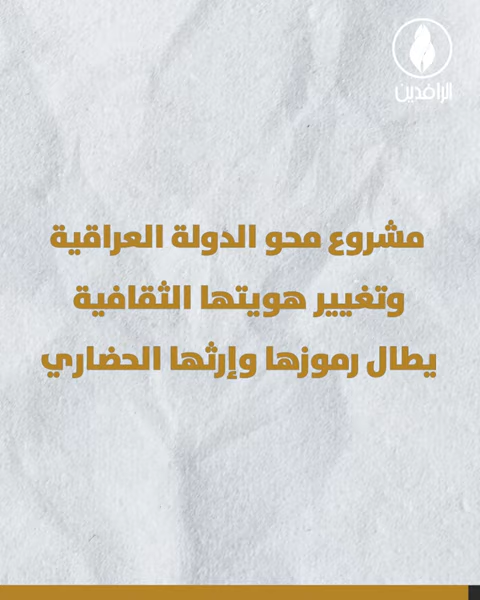 الرافدين
مشروع محو الدولة العراقية
وتغيير هويتها الثقافية
يطال رموزها وإرثها الحضاري